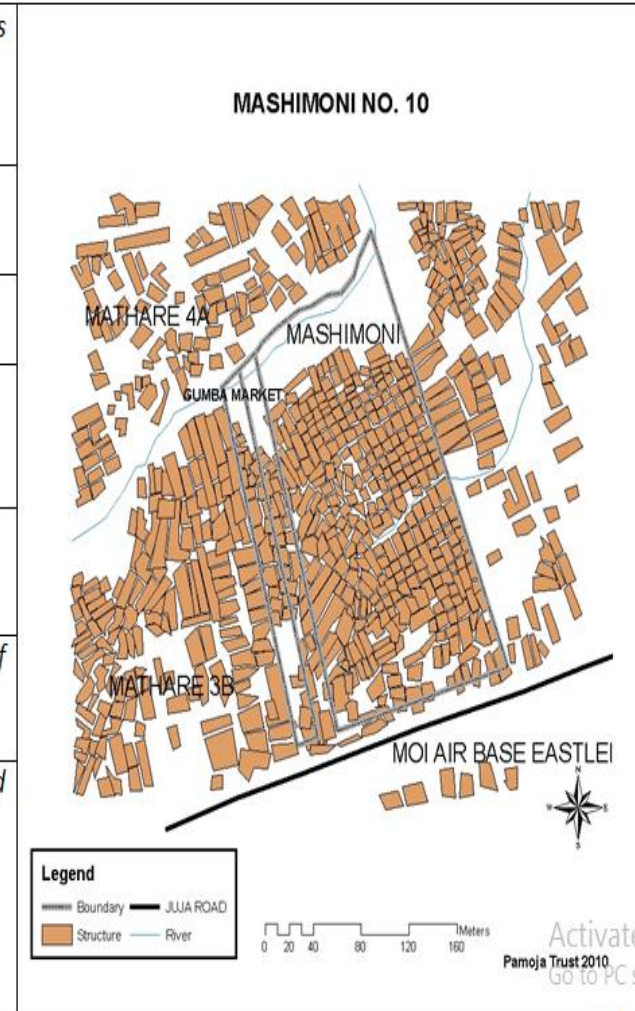 s
f
d
MASHIMONI NO. 10
MATHARE 4A
MASHIMONI
GUMBA MARKET
MATHARE 3B
MOI AIR BASE EASTLEI
N
W E
S
Legend
Boundary JUJA ROAD
Structure River
0 20 40 80 120 160 Meters
Pamoja Trust 2010
Activate
Go to PC s